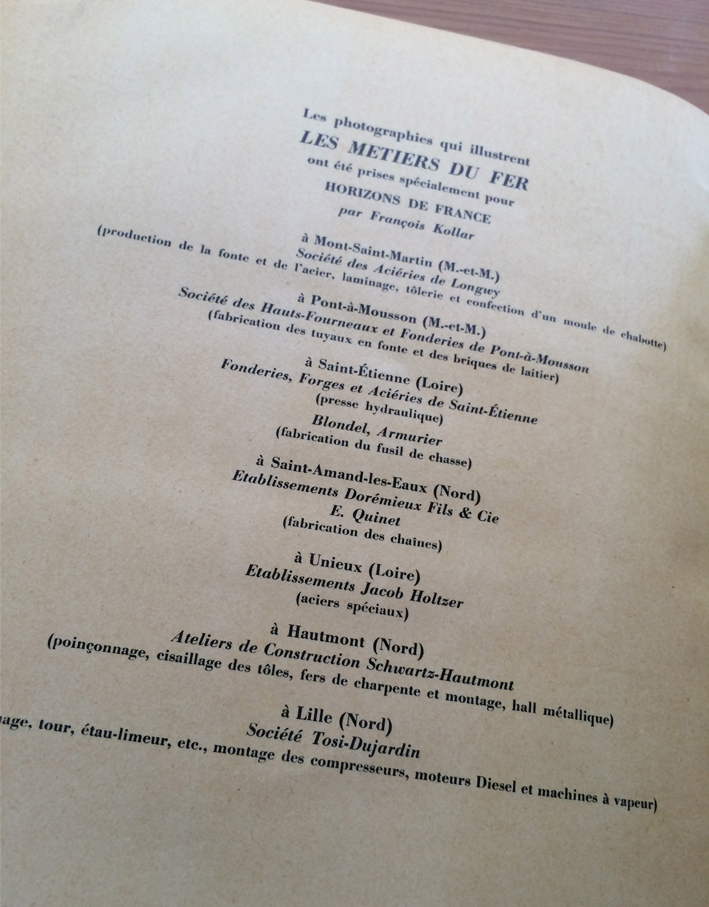 Les photographies qui illustrent
LES METIERS DU FER
ont été prises spécialement pour
HORIZONS DE FRANCE
par François Kollar
à Mont-Saint-Martin (M.-et-M.)
Société des Aciéries de Longwy
(production de la fonte et de l'acier, laminage, tôlerie et confection d'un moule de chabotte)
à Pont-à-Mousson (M.-et-M.)
Société des Hauts-Fourneaux et Fonderies de Pont-à-Mousson
(fabrication des tuyaux en fonte et des briques de laitier)
à Saint-Étienne (Loire)
Fonderies, Forges et Aciéries de Saint-Étienne
(presse hydraulique)
Blondel, Armurier
(fabrication du fusil de chasse)
à Saint-Amand-les-Eaux (Nord)
Etablissements Dorémieux Fils & Cie
E. Quinet
(fabrication des chaînes)
à Unieux (Loire)
Etablissements Jacob Holtzer
(aciers spéciaux)
à Hautmont (Nord)
Ateliers de Construction Schwartz-Hautmont
(poinçonnage, cisaillage des tôles, fers de charpente et montage, hall métallique)
à Lille (Nord)
Société Tosi-Dujardin
tour, étau-limeur, etc., montage des compresseurs, moteurs Diesel et machines à vapeur)